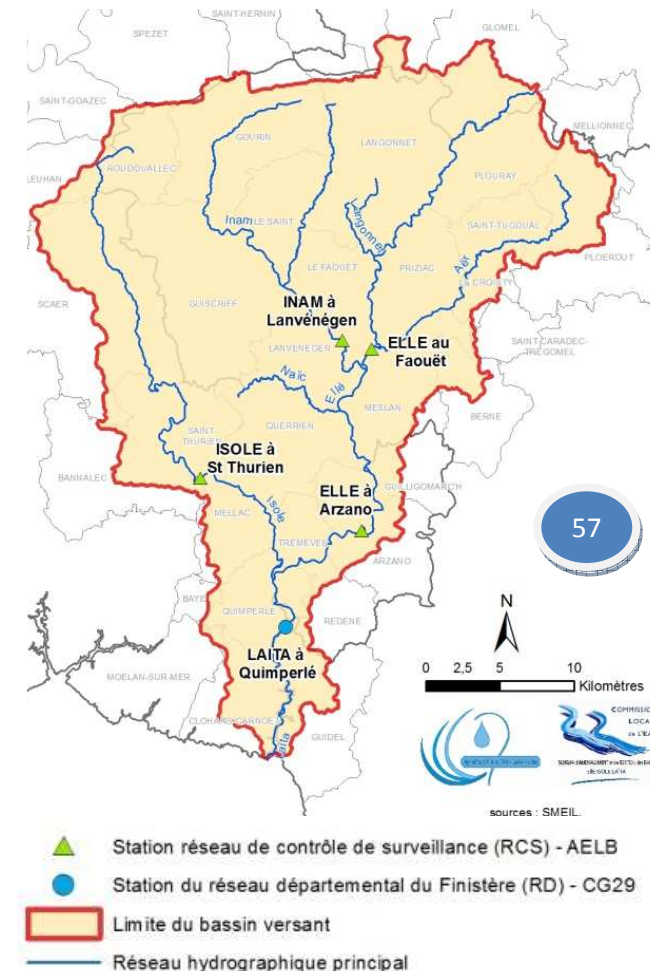 SAINT-HERNIN
SPEZET
GLOMEL
SAINT-GOAZEC
GOURIN
LANGONNET
MELLIONNEC
ROUDOUALLEC
PLOURAY
Langonnet
Inam
LE SAINT
SAINT-TUGDUAL
LE FAOUET
PRIZIAC
Aër
LE CROISTY
PLOERDUT
SCAER
GUISCRIFF
INAM à
Lanvénégen
ELLE au
Faouët
LANVENEGEN
SAINT-CARADEC-
TREGOMEL
Naïc
Ellé
MESLAN
BERNE
SAINT-
THURIEN
QUERRIEN
ISOLE à
St Thurien
BANNALEC
ELLE à
Arzano
GUILLIGOMARC'H
57
MELLAC
Isole
TREMEVEN
ARZANO
BAYE
QUIMPERLE
REDENE
N
LAITA à
Quimperlé
MOELAN-SUR-MER
0 2,5 5 10
Kilomètres
CLOHARS-CARNOET
Laita
GUIDEL
COMMISSION
LOCALE
de L'EAU
sources : SMEIL.
Station réseau de contrôle de surveillance (RCS) - AELB
Station du réseau départemental du Finistère (RD) - CG29
Limite du bassin versant
Réseau hydrographique principal